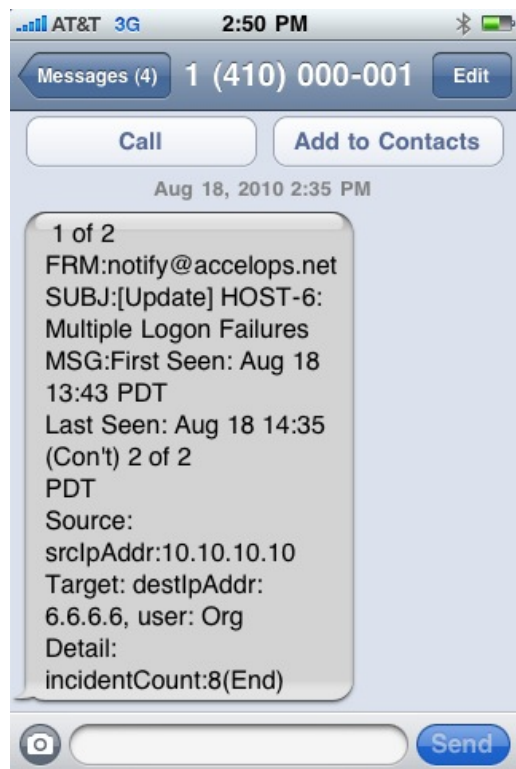 AT&T 3G 2:50 PM
Messages (4) 1 (410) 000-001 Edit
Call Add to Contacts
Aug 18, 2010 2:35 PM
1 of 2
FRM:notify@accelops.net
SUBJ:[Update] HOST-6:
Multiple Logon Failures
MSG:First Seen: Aug 18
13:43 PDT
Last Seen: Aug 18 14:35
(Con't) 2 of 2
PDT
Source:
srcIpAddr:10.10.10.10
Target: destIpAddr:
6.6.6.6, user: Org
Detail:
incidentCount:8(End)
Send